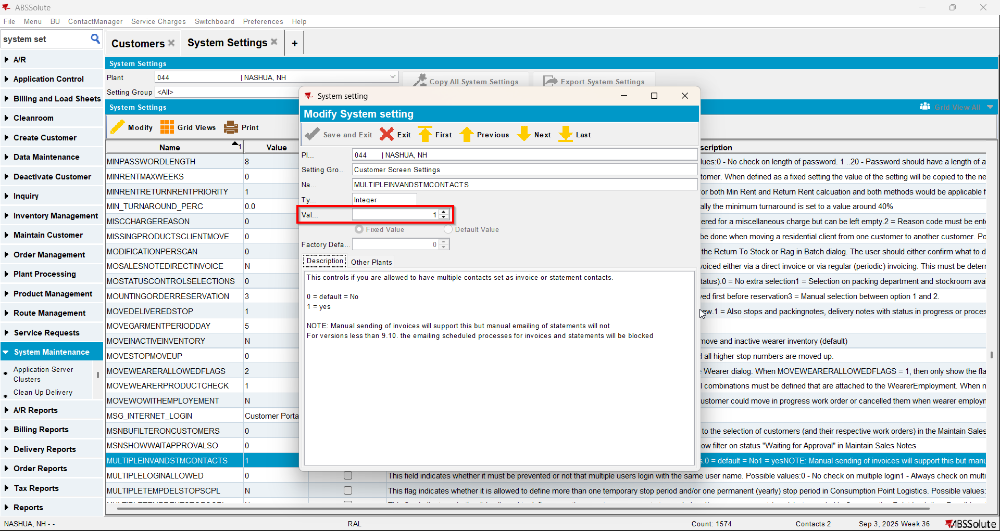 ABSSolute
File Menu BU ContactManager Service Charges Switchboard Preferences Help
system set
Customers
System Settings
+
A/R
Application Control
Billing and Load Sheets
Cleanroom
Create Customer
Data Maintenance
Deactivate Customer
Inquiry
Inventory Management
Maintain Customer
Order Management
Plant Processing
Product Management
Route Management
Service Requests
System Maintenance
Application Server
Clusters
Clean Up Delivery
A/R Reports
Billing Reports
Delivery Reports
Order Reports
Tax Reports
Reports
System Settings
Plant 044 | NASHUA, NH
Copy All System Settings Export System Settings
Setting Group <All>
System Settings
Grid View All
Modify Grid Views Print
Name 1 Value scription
MINPASSWORDLENGTH 8 lues:0 - No check on length of password. 1 ..20 - Password should have a length of a
MINRENTMAXWEEKS 0 tomer. When defined as a fixed setting the value of the setting will be copied to the ne
MINRENTRETURNRENTPRIORITY 1 or both Min Rent and Return Rent calcuation and both methods would be applicable f
MIN_TURNAROUND_PERC 0.0 ally the minimum turnaround is set to a value around 40%
MISCCHARGEREASON 0 ered for a miscellaneous charge but can be left empty.2 = Reason code must be ente
MISSINGPRODUCTSCLIENTMOVE 0 be done when moving a residential client from one customer to another customer. Po
MODIFICATIONPERSCAN 0 the Return To Stock or Rag in Batch dialog. The user should either confirm what to d
MOSALESNOTEDIRECTINVOICE N voiced either via a direct invoice or via regular (periodic) invoicing. This must be deter
MOSTATUSCONTROLSELECTIONS 0 tatus).0 = No extra selection1 = Selection on packing department and stockroom ava
MOUNTINGORDERRESERVATION 3 ved first before reservation3 = Manual selection between option 1 and 2.
MOVEDELIVEREDSTOP 1 ew.1 = Also stops and packingnotes, delivery notes with status in progress or proces
MOVEGARMENTPERIODDAY 5
MOVEINACTIVEINVENTORY N move and inactive wearer inventory (default)
MOVESTOPMOVEUP 0 l all higher stop numbers are moved up.
MOVEWEARERALLOWEDFLAGS 2 Wearer dialog. When MOVEWEARERALLOWEDFLAGS = 1, then only show the fla
MOVEWEARERPRODUCTCHECK 1 l combinations must be defined that are attached to the WearerEmployment. When n
MOVEWOWITHEMPLOYEMENT N ustomer could move in progress work order or cancelled them when wearer employn
MSG_INTERNET_LOGIN Customer Porta
MSNBUFILTERONCUSTOMERS 0 to the selection of customers (and their respective work orders) in the Maintain Sales
MSNSHOWWAITAPPROVALSO 0 ow filter on status "Waiting for Approval" in Maintain Sales Notes
MULTIPLEINVANDSTMCONTACTS 1 s.0 = default = No1 = yesNOTE: Manual sending of invoices will support this but manu
MULTIPLELOGINALLOWED 0 This field indicates whether it must be prevented or not that multiple users login with the same user name. Possible values:0 - No check on multiple login1 - Always check on multi
MULTIPLETEMPDELSTOPSCPL N This flag indicates whether it is allowed to define more than one temporary stop period and/or one permanent (yearly) stop period in Consumption Point Logistics. Possible values:
System setting
Modify System setting
Save and Exit Exit First Previous Next Last
Pl... 044 | NASHUA, NH
Setting Gro... Customer Screen Settings
Na... MULTIPLEINVANDSTMCONTACTS
Ty... Integer
Val... 1
Fixed Value Default Value
Factory Defa... 0
Description Other Plants
This controls if you are allowed to have multiple contacts set as invoice or statement contacts.
0 = default = No
1 = yes
NOTE: Manual sending of invoices will support this but manual emailing of statements will not
For versions less than 9.10. the emailing scheduled processes for invoices and statements will be blocked
NASHUA, NH - - RAL Count: 1574 Contacts 2 Sep 3, 2025 Week 36 ABSSolute